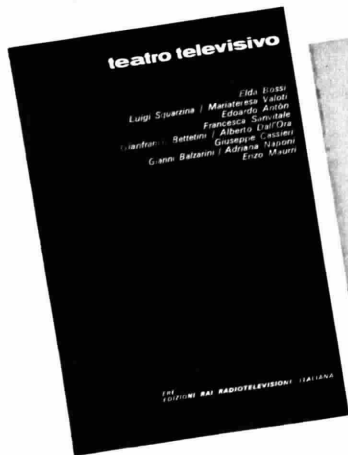 teatro televisivo
Elda Bossi
Luigi Squarzina / Mariateresa Valoti
Edoardo Antòn
Francesca Sanvitale
Gianfranco Bettetini / Alberto Dall'Ora
Giuseppe Cassieri
Gianni Balzarini / Adriana Nanoni
Enzo Maurri
ERI
EDIZIONI RAI RADIOTELEVISIONE ITALIANA